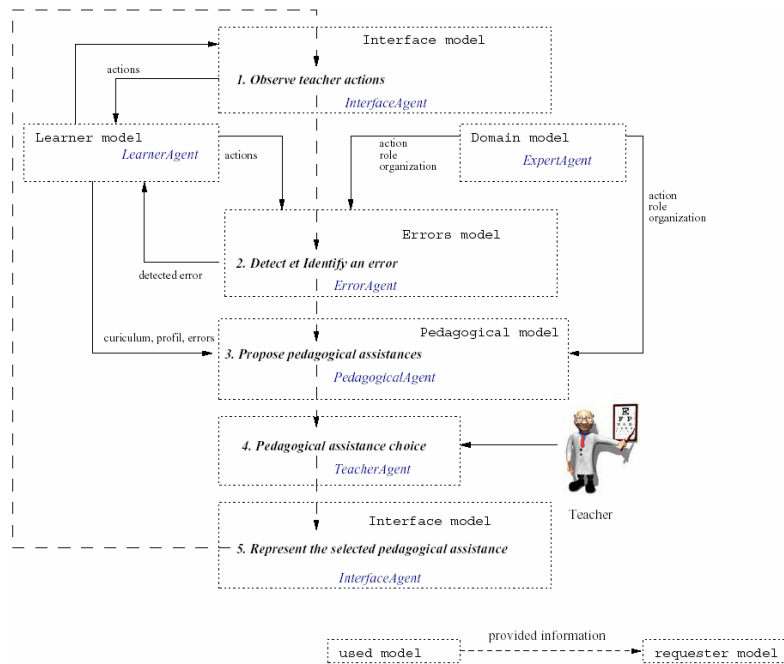 Interface model
actions
1. Observe teacher actions
InterfaceAgent
Learner model
LearnerAgent
actions
action
role
organization
Domain model
ExpertAgent
action
role
organization
Errors model
2. Detect et Identify an error
ErrorAgent
detected error
Pedagogical model
curiculum, profil, errors
3. Propose pedagogical assistances
PedagogicalAgent
4. Pedagogical assistance choice
TeacherAgent
Teacher
Interface model
5. Represent the selected pedagogical assistance
InterfaceAgent
used model
provided information
requester model